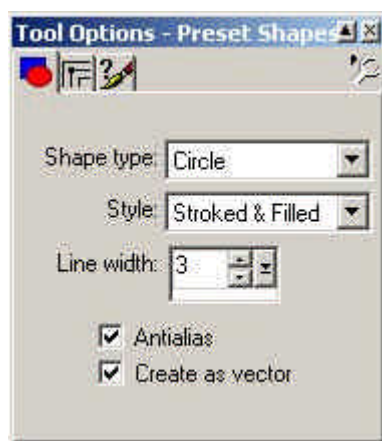 Tool Options - Preset Shapes
Shape type: Circle
Style: Stroked & Filled
Line width: 3
Antialias
Create as vector